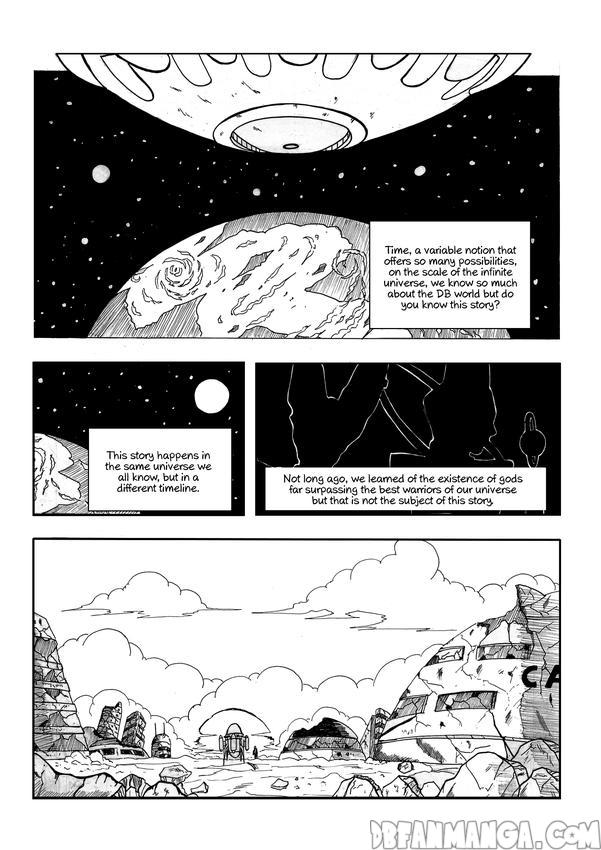 Time, a variable notion that
offers so many possibilities,
on the scale of the infinite
universe, we know so much
about the DB world but do
you know this story?
This story happens in
the same universe we
all know, but in a
different timeline.
Not long ago, we learned of the existence of gods
far surpassing the best warriors of our universe
but that is not the subject of this story.
CA
DBFANMANGA.COM